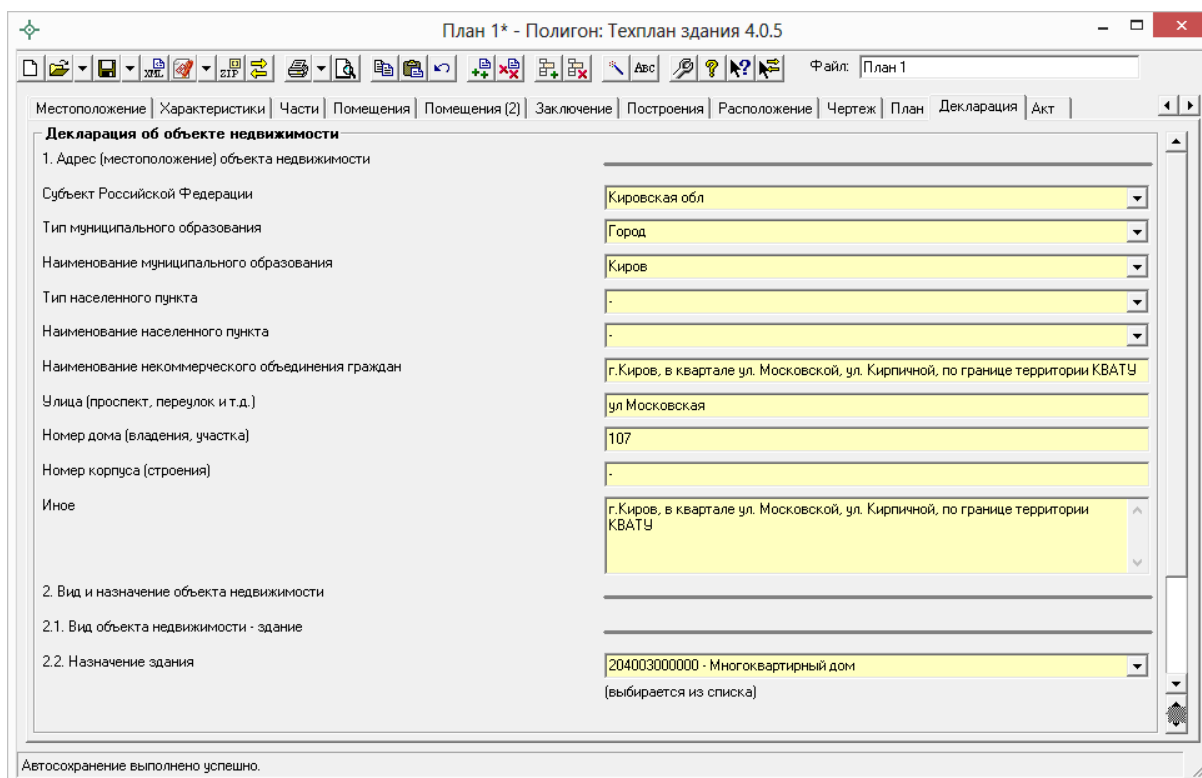 План 1* - Полигон: Техплан здания 4.0.5
XML ZIP ABC Файл: План 1
Местоположение Характеристики Части Помещения Помещения (2) Заключение Построения Расположение Чертеж План Декларация Акт
Декларация об объекте недвижимости
1. Адрес (местоположение) объекта недвижимости
Субъект Российской Федерации Кировская обл
Тип муниципального образования Город
Наименование муниципального образования Киров
Тип населенного пункта -
Наименование населенного пункта -
Наименование некоммерческого объединения граждан г.Киров, в квартале ул. Московской, ул. Кирпичной, по границе территории КВАТУ
Улица (проспект, переулок и т.д.) ул Московская
Номер дома (владения, участка) 107
Номер корпуса (строения) -
Иное г.Киров, в квартале ул. Московской, ул. Кирпичной, по границе территории
КВАТУ
2. Вид и назначение объекта недвижимости
2.1. Вид объекта недвижимости - здание
2.2. Назначение здания 204003000000 - Многоквартирный дом
(выбирается из списка)
Автосохранение выполнено успешно.